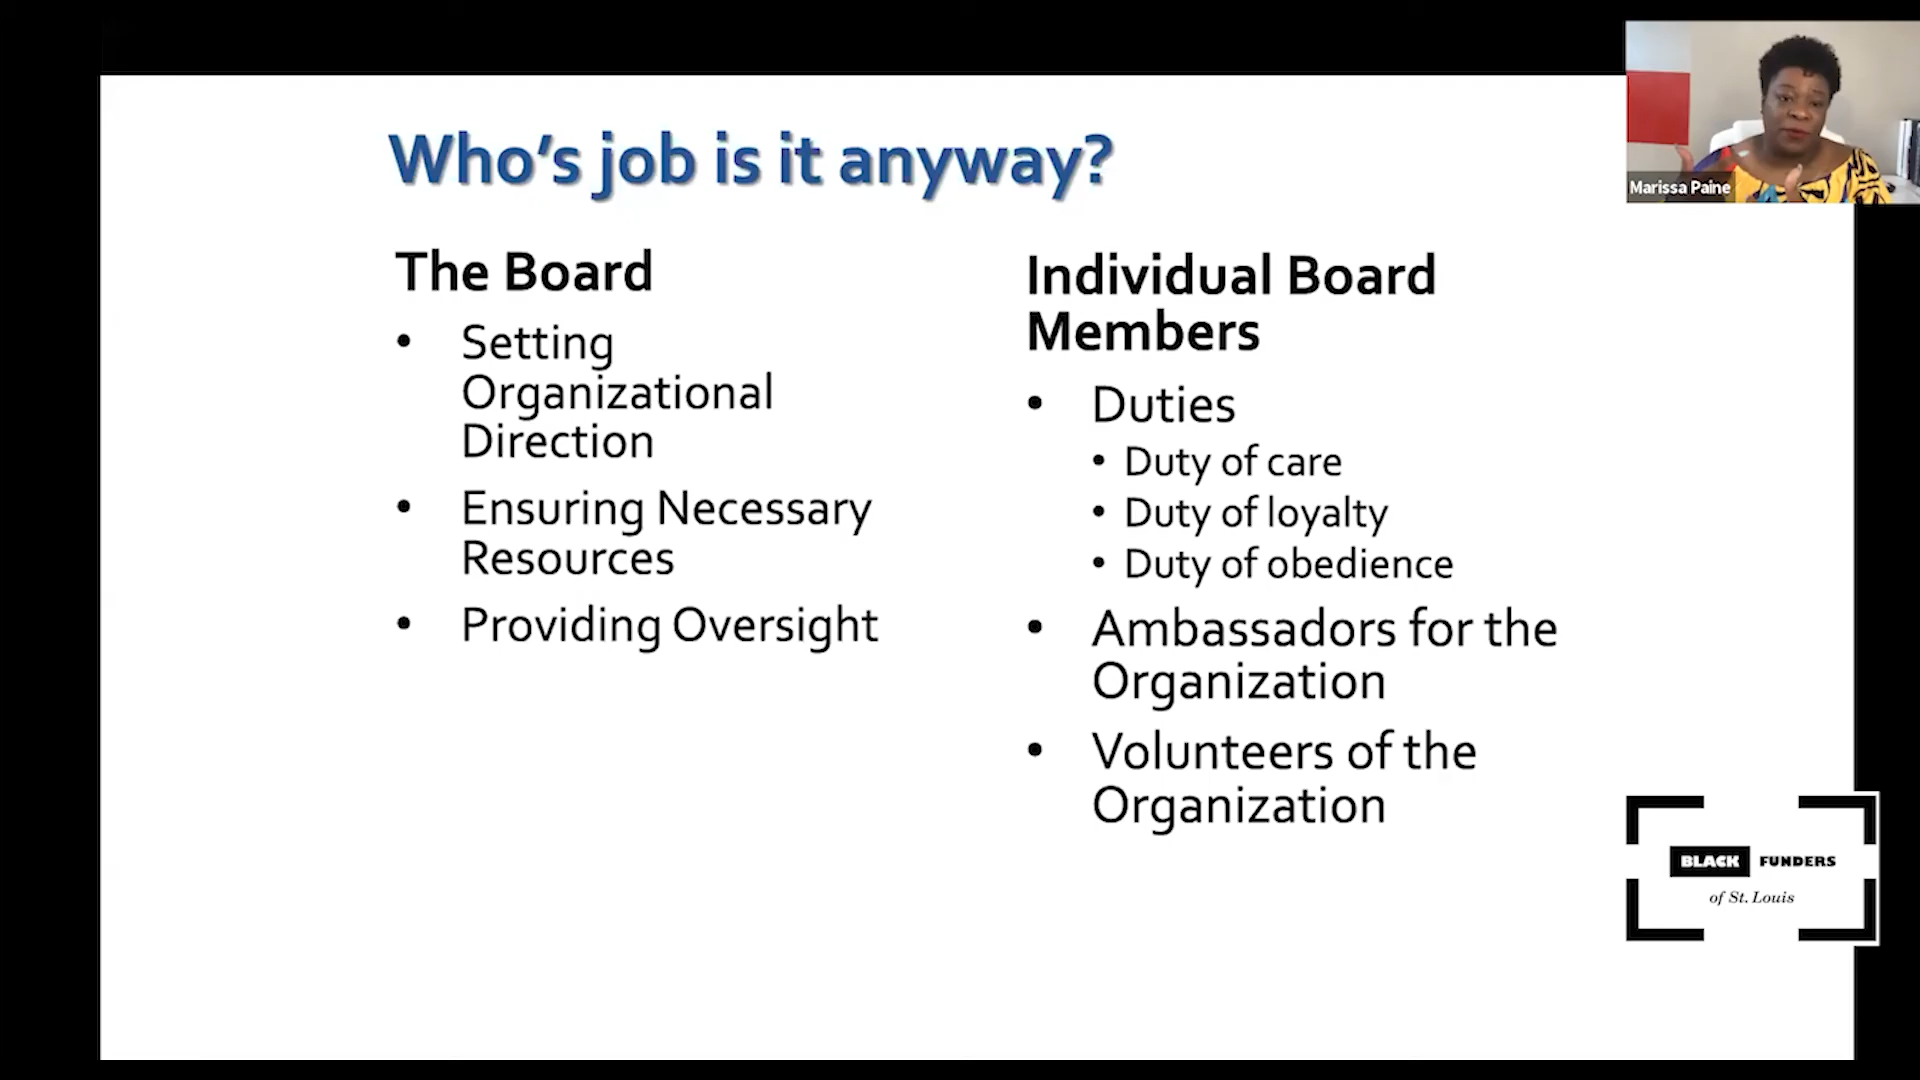 Who's job is it anyway?
The Board
• Setting
Organizational
Direction
• Ensuring Necessary
Resources
• Providing Oversight
Individual Board
Members
• Duties
• Duty of care
• Duty of loyalty
• Duty of obedience
• Ambassadors for the
Organization
• Volunteers of the
Organization
Marissa Paine
BLACK FUNDERS
of St. Louis